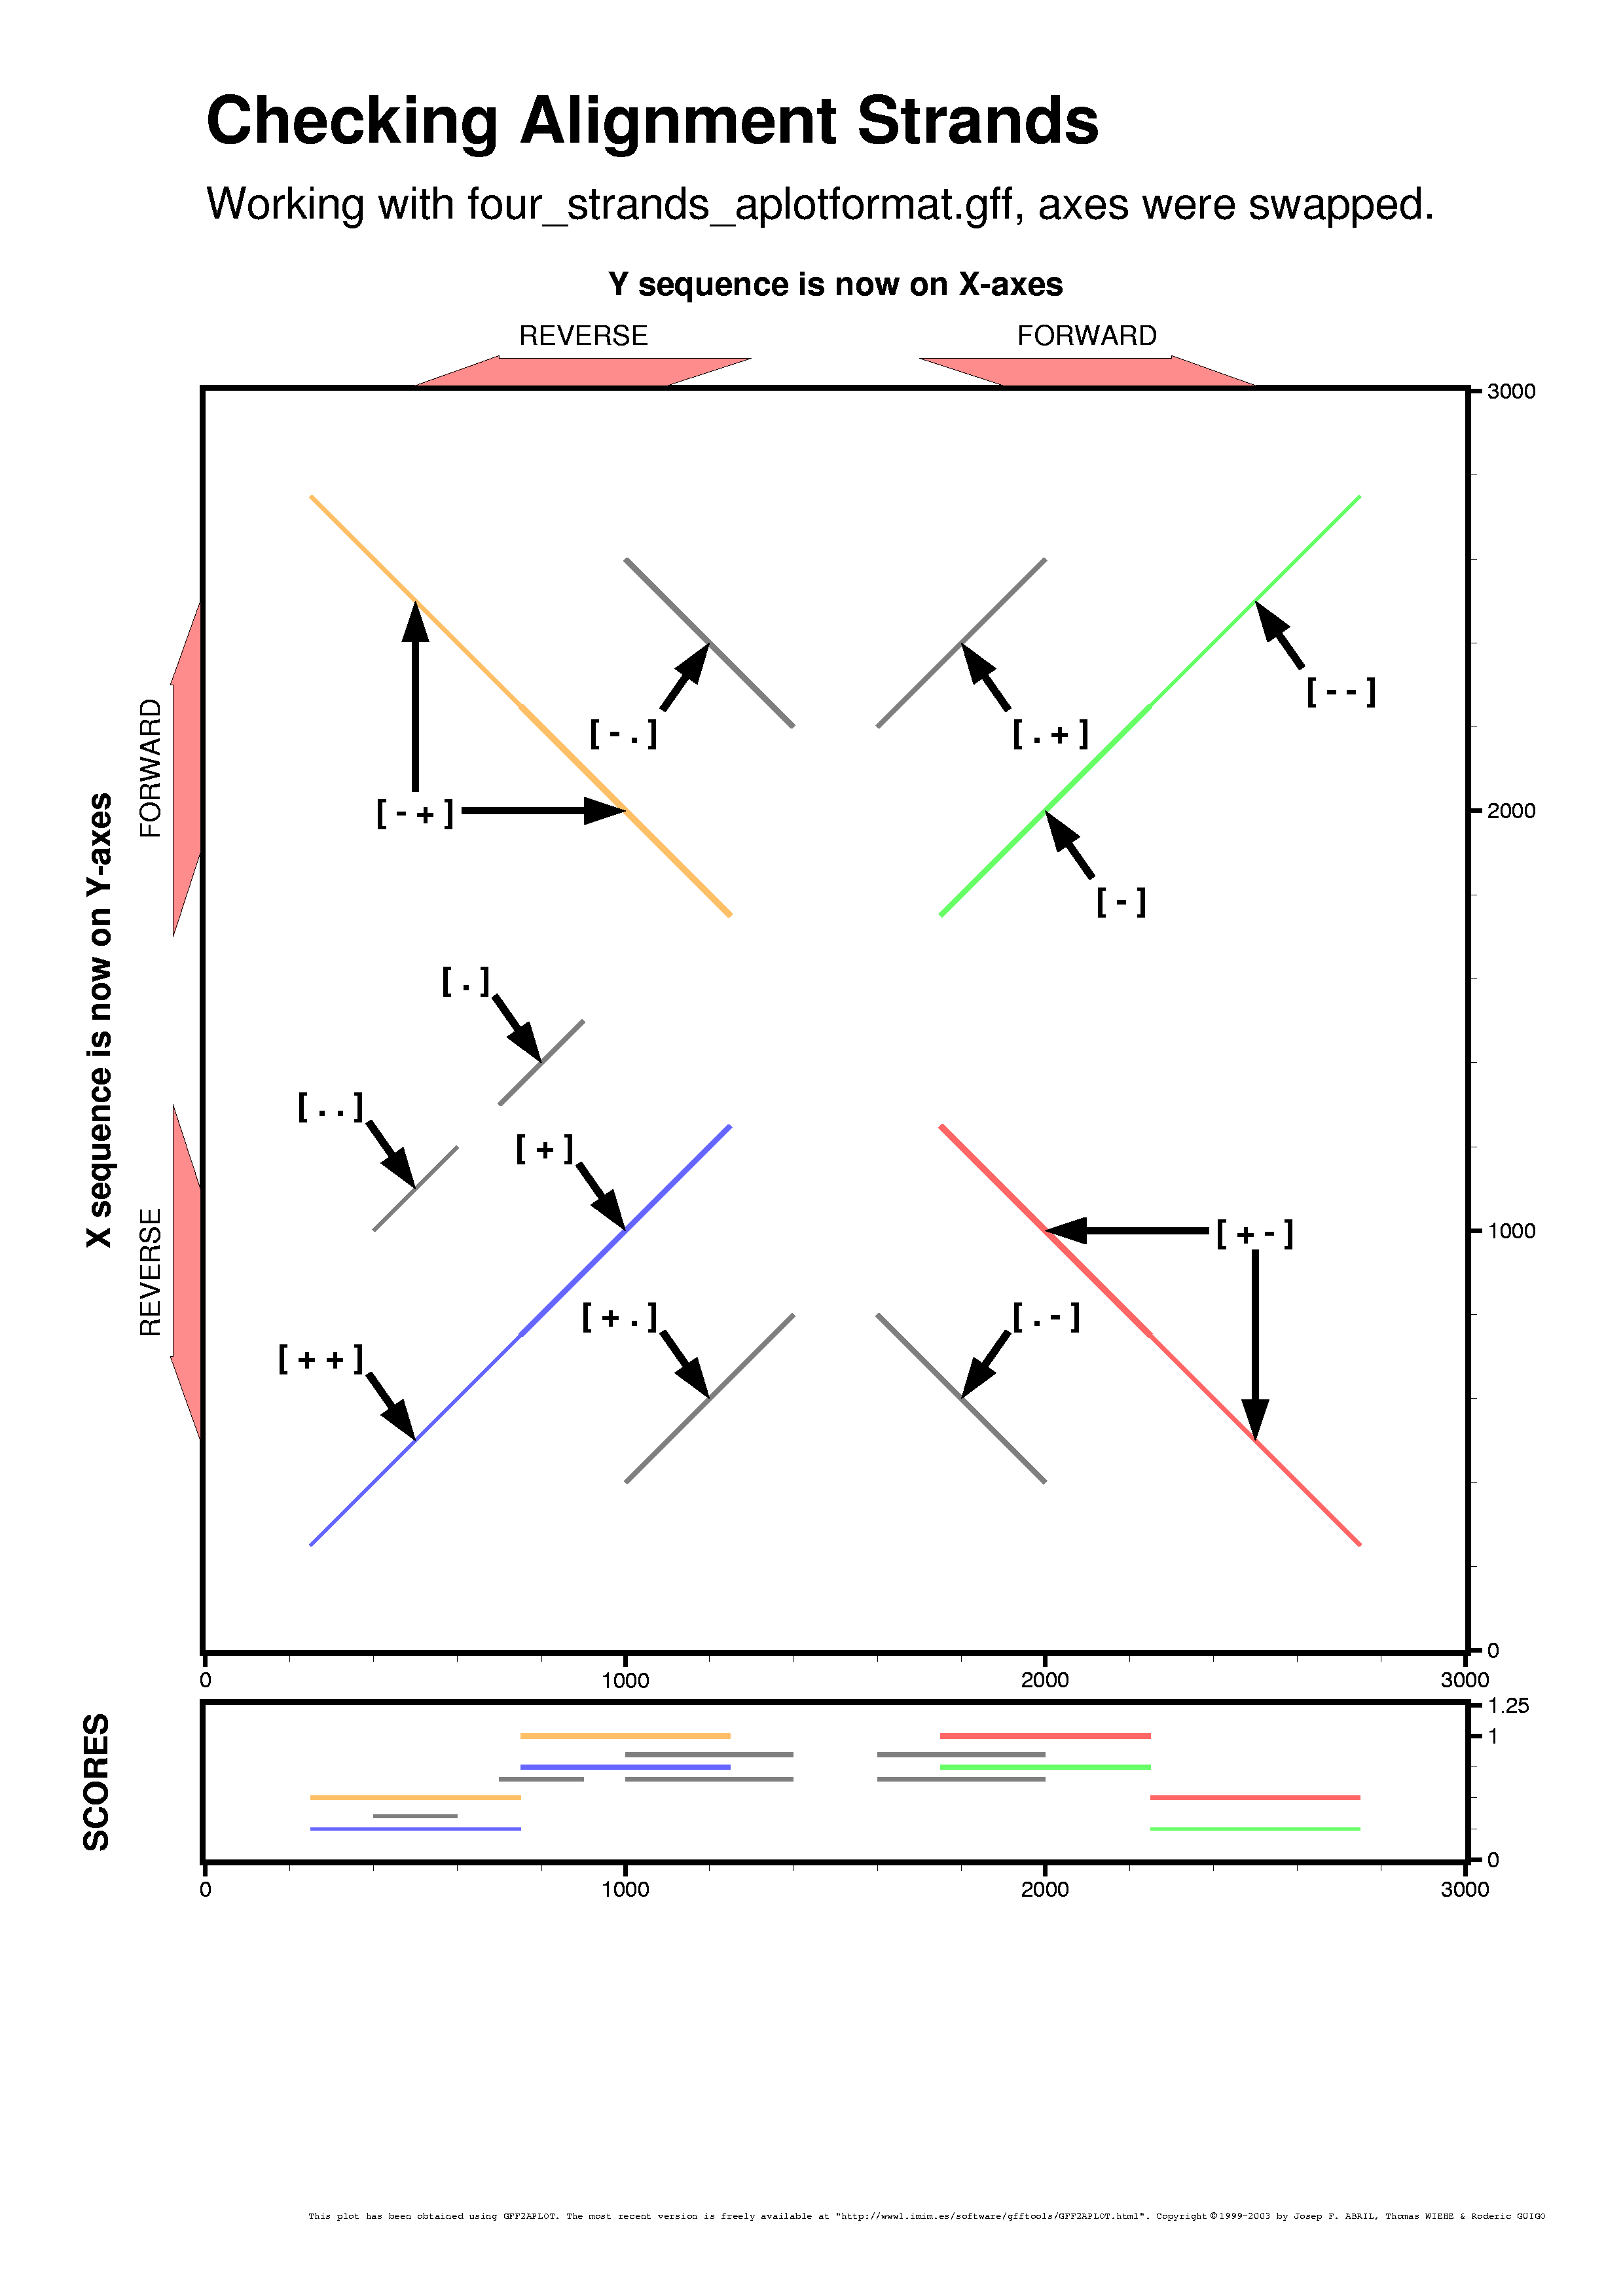 Checking Alignment Strands
Working with four_strands_aplotformat.gff, axes were swapped.
Y sequence is now on X-axes
REVERSE FORWARD
3000
[ - - ]
[ - . ] [ . + ]
FORWARD
[ - + ] 2000
[ - ]
X sequence is now on Y-axes
[ . ]
[ . . ]
[ + ]
[ + - ] 1000
REVERSE
[ + . ] [ . - ]
[ + + ]
0
0 1000 2000 3000
SCORES
1.25
1
0
0 1000 2000 3000
This plot has been obtained using GFF2APLOT. The most recent version is freely available at "http://www1.imim.es/software/gfftools/GFF2APLOT.html". Copyright ©1999-2003 by Josep F. ABRIL, Thomas WIEHE & Roderic GUIGO